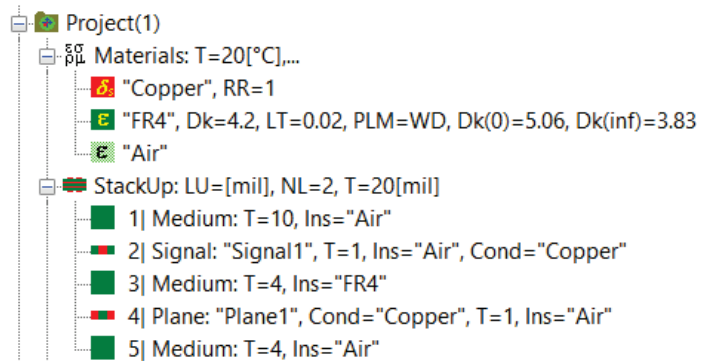 Project(1)
εσ ρμ Materials: T=20[°C],...
δs "Copper", RR=1
ε "FR4", Dk=4.2, LT=0.02, PLM=WD, Dk(0)=5.06, Dk(inf)=3.83
ε "Air"
StackUp: LU=[mil], NL=2, T=20[mil]
1| Medium: T=10, Ins="Air"
2| Signal: "Signal1", T=1, Ins="Air", Cond="Copper"
3| Medium: T=4, Ins="FR4"
4| Plane: "Plane1", Cond="Copper", T=1, Ins="Air"
5| Medium: T=4, Ins="Air"